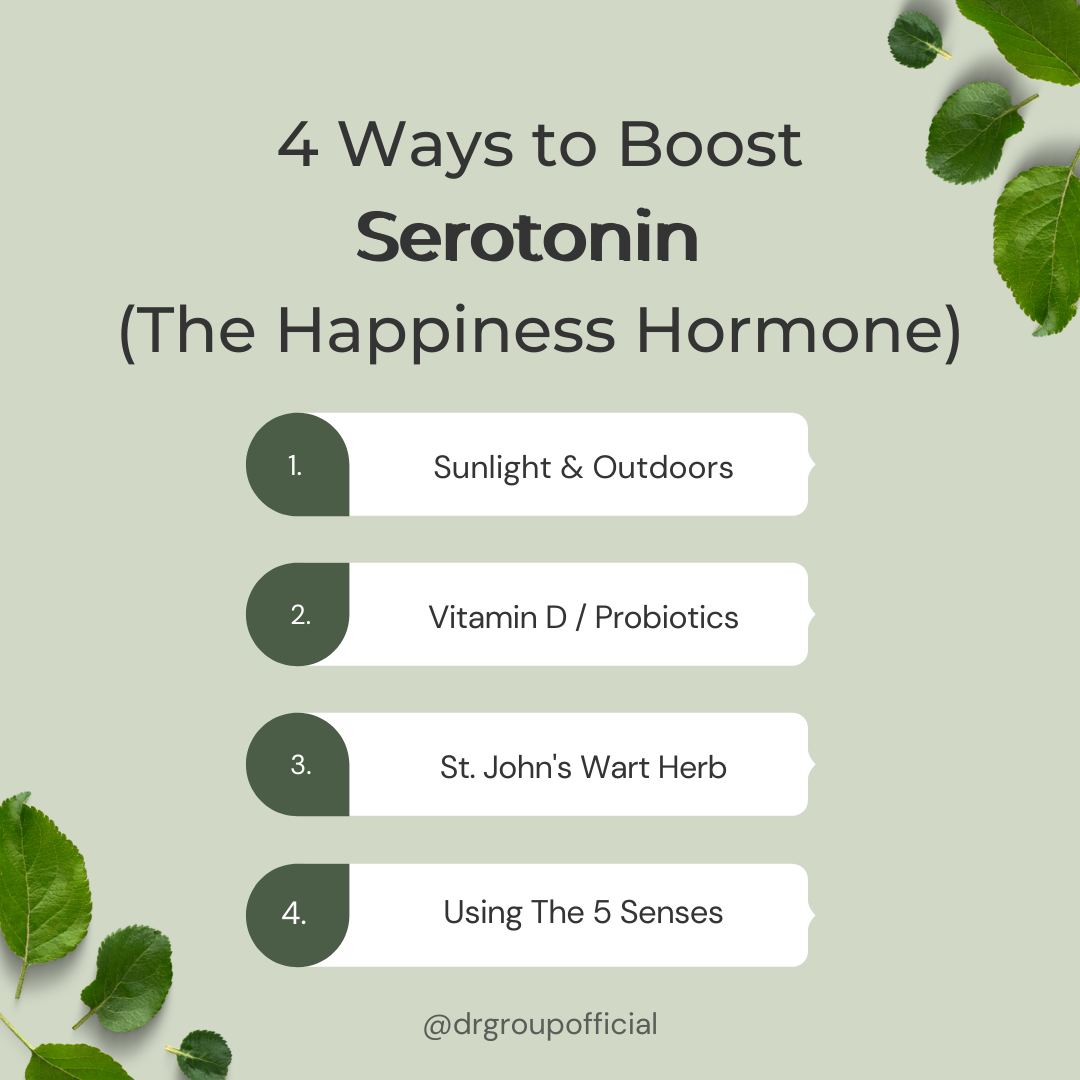 4 Ways to Boost
Serotonin
(The Happiness Hormone)
1. Sunlight & Outdoors
2. Vitamin D / Probiotics
3. St. John's Wart Herb
4. Using The 5 Senses
@drgroupofficial